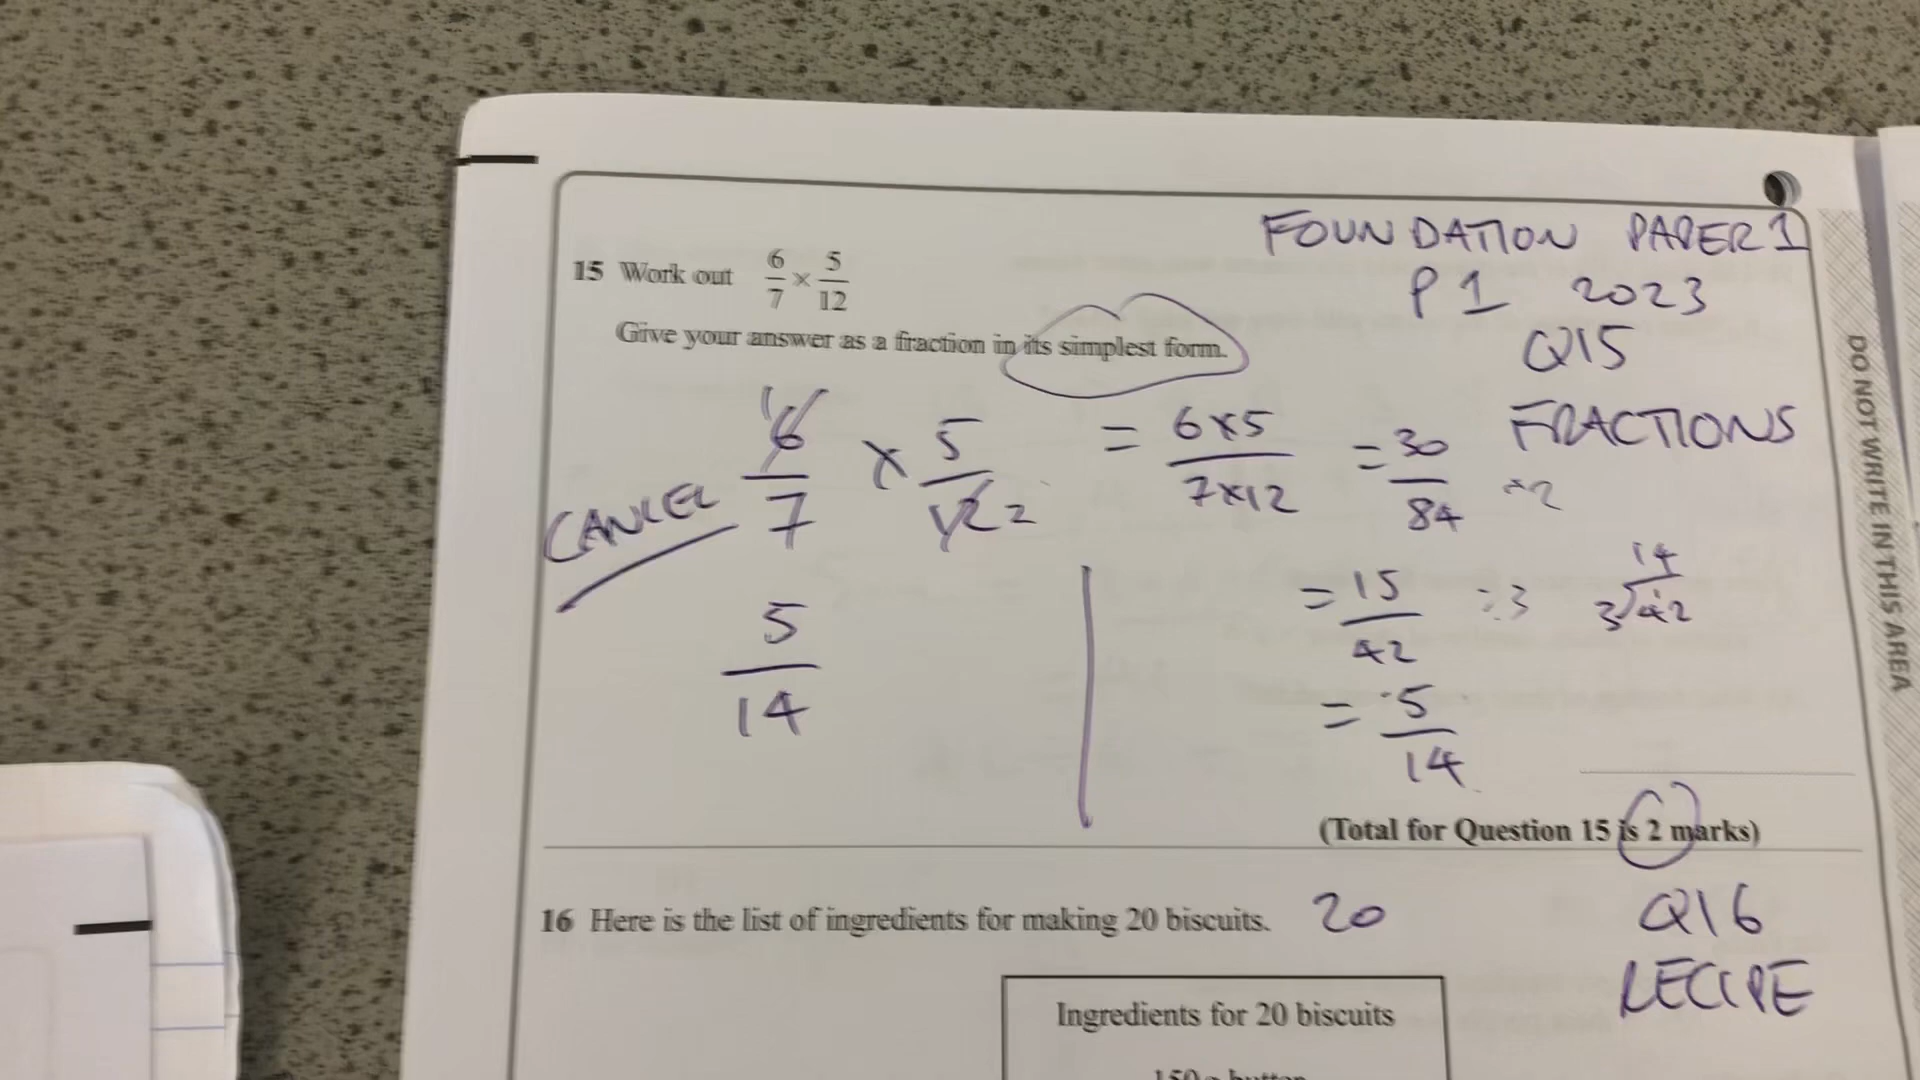 FOUNDATION PAPER 1
P1 2023
Q15
FRACTIONS
15 Work out 6/7 × 5/12
Give your answer as a fraction in its simplest form.
CANCEL
6/7 × 5/12 = 6×5/7×12 = 30/84 ÷2
1 2
= 15/42 ÷3
14
3 42
= 5/14
5/14
(Total for Question 15 is 2 marks)
16 Here is the list of ingredients for making 20 biscuits. 20
Q16
RECIPE
Ingredients for 20 biscuits
150 g butter
DO NOT WRITE IN THIS AREA